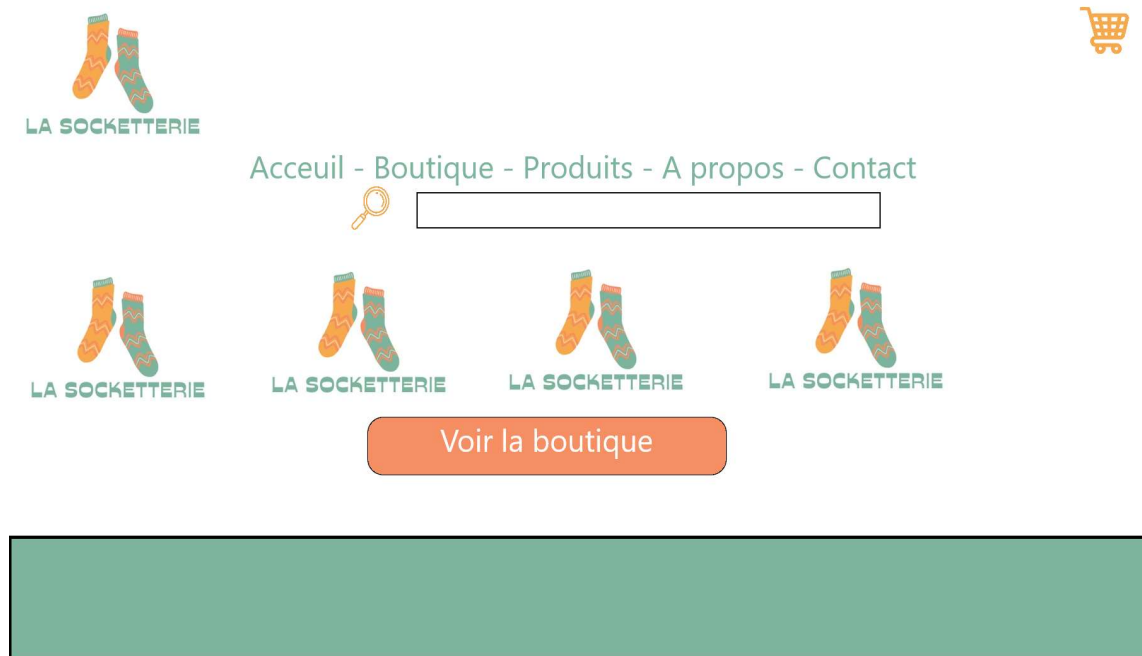 LA SOCKETTERIE
Acceuil - Boutique - Produits - A propos - Contact
LA SOCKETTERIE
LA SOCKETTERIE
LA SOCKETTERIE
LA SOCKETTERIE
Voir la boutique